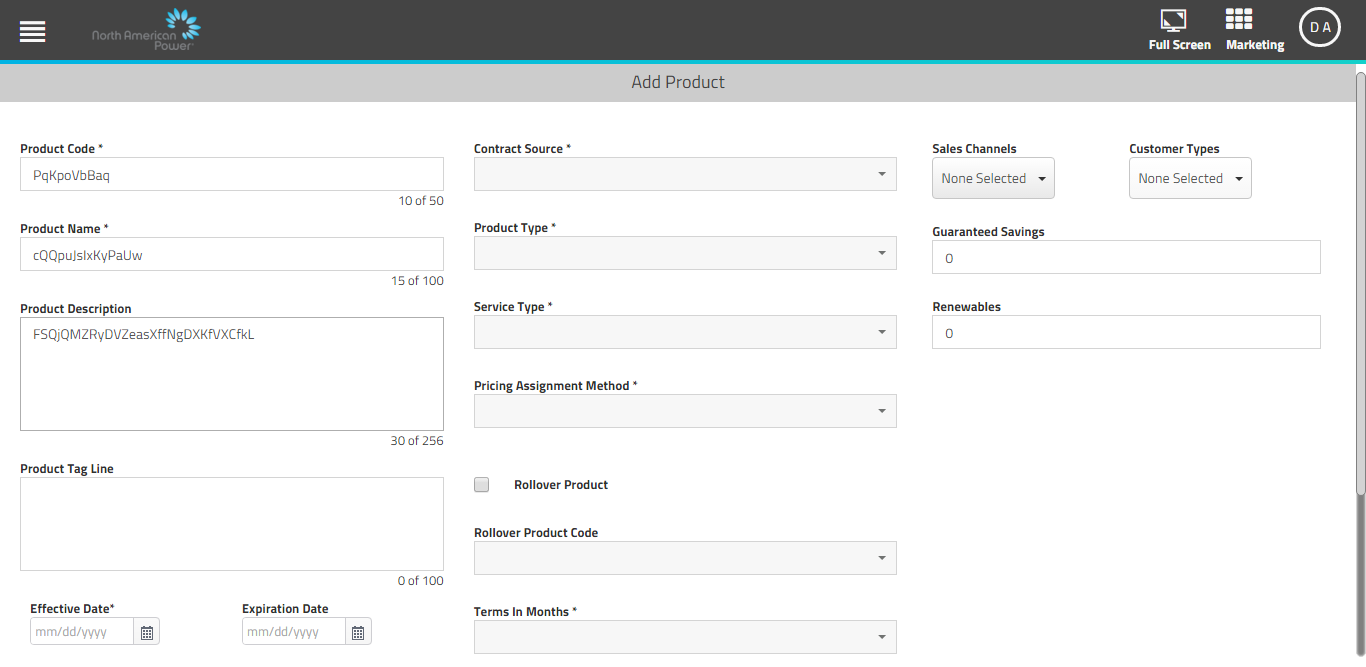 North American
Power
Full Screen
Marketing
D A
Add Product
Product Code *
PqKpoVbBaq
10 of 50
Product Name *
cQQpuJsIxKyPaUw
15 of 100
Product Description
FSQjQMZRyDVZeasXffNgDXKfVXCfkL
30 of 256
Product Tag Line
0 of 100
Effective Date*
mm/dd/yyyy
Expiration Date
mm/dd/yyyy
Contract Source *
Product Type *
Service Type *
Pricing Assignment Method *
Rollover Product
Rollover Product Code
Terms In Months *
Sales Channels
None Selected
Customer Types
None Selected
Guaranteed Savings
0
Renewables
0